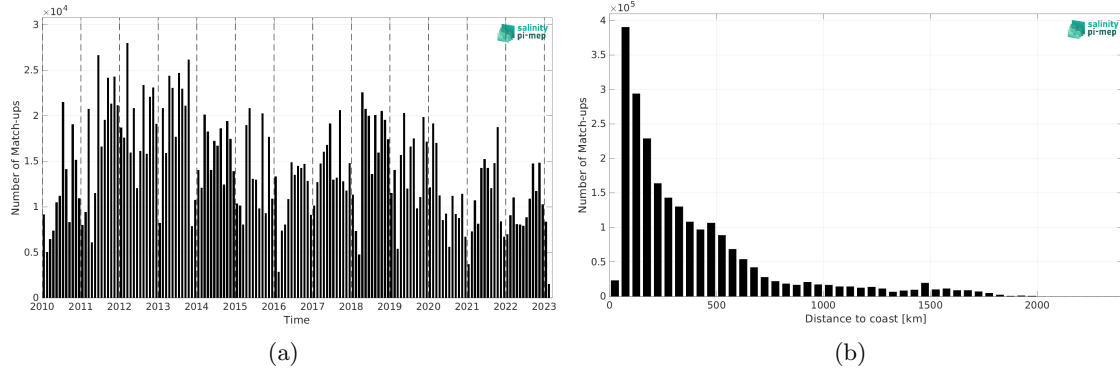 ×10⁴
3
2.5
2
1.5
1
0.5
0
Number of Match-ups
2010 2011 2012 2013 2014 2015 2016 2017 2018 2019 2020 2021 2022 2023
Time
salinity
pi-mep
(a)
×10⁵
4
3.5
3
2.5
2
1.5
1
0.5
0
Number of Match-ups
0 500 1000 1500 2000
Distance to coast [km]
salinity
pi-mep
(b)